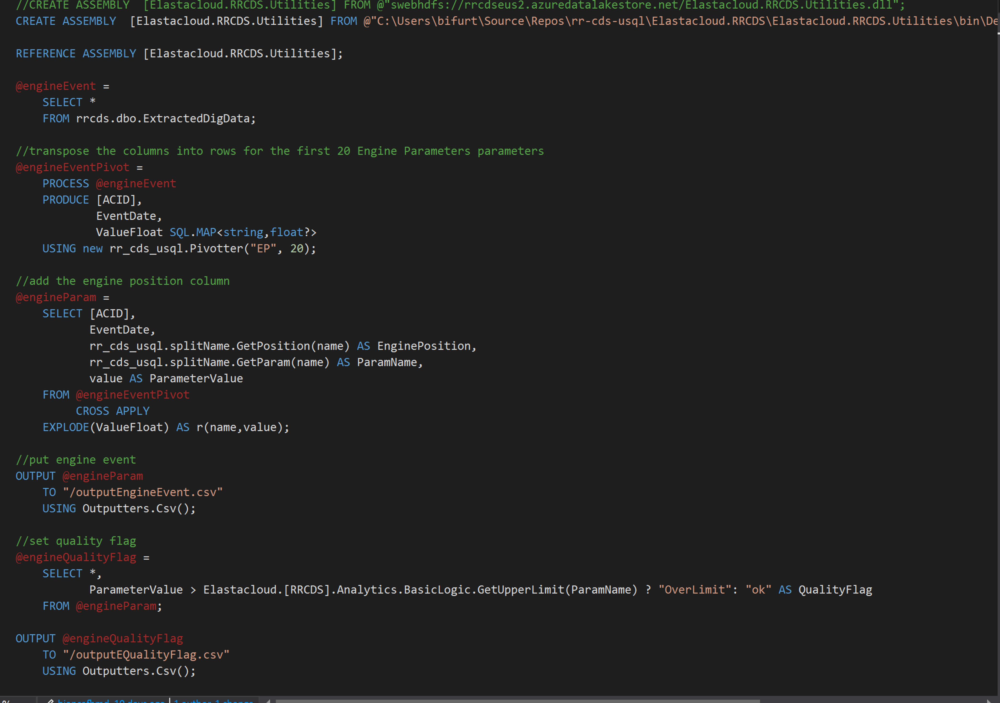 //CREATE ASSEMBLY  [Elastacloud.RRCDS.Utilities] FROM @"swebhdfs://rrcdseus2.azuredatalakestore.net/Elastacloud.RRCDS.Utilities.dll";
CREATE ASSEMBLY  [Elastacloud.RRCDS.Utilities] FROM @"C:\Users\bifurt\Source\Repos\rr-cds-usql\Elastacloud.RRCDS\Elastacloud.RRCDS.Utilities\bin\De
REFERENCE ASSEMBLY [Elastacloud.RRCDS.Utilities];
@engineEvent =
SELECT *
FROM rrcds.dbo.ExtractedDigData;
//transpose the columns into rows for the first 20 Engine Parameters parameters
@engineEventPivot =
PROCESS @engineEvent
PRODUCE [ACID],
EventDate,
ValueFloat SQL.MAP<string,float?>
USING new rr_cds_usql.Pivotter("EP", 20);
//add the engine position column
@engineParam =
SELECT [ACID],
EventDate,
rr_cds_usql.splitName.GetPosition(name) AS EnginePosition,
rr_cds_usql.splitName.GetParam(name) AS ParamName,
value AS ParameterValue
FROM @engineEventPivot
CROSS APPLY
EXPLODE(ValueFloat) AS r(name,value);
//put engine event
OUTPUT @engineParam
TO "/outputEngineEvent.csv"
USING Outputters.Csv();
//set quality flag
@engineQualityFlag =
SELECT *,
ParameterValue > Elastacloud.[RRCDS].Analytics.BasicLogic.GetUpperLimit(ParamName) ? "OverLimit": "ok" AS QualityFlag
FROM @engineParam;
OUTPUT @engineQualityFlag
TO "/outputEQualityFlag.csv"
USING Outputters.Csv();